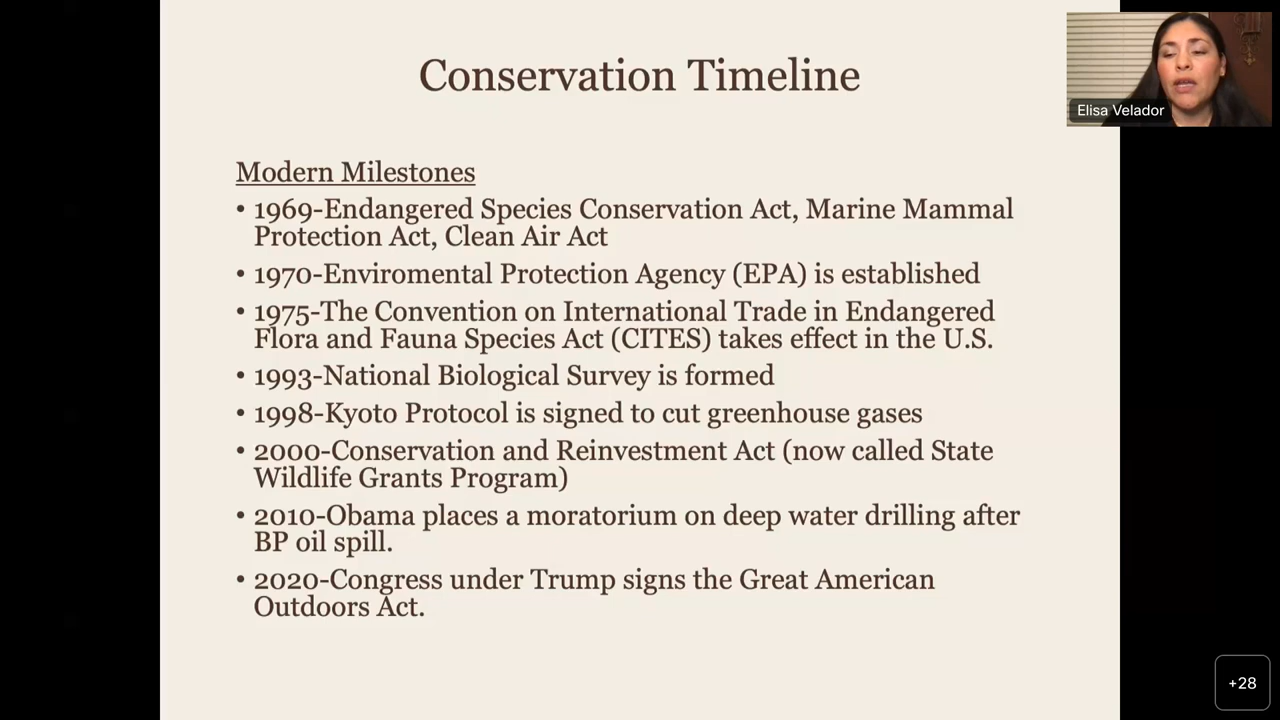 Conservation Timeline
Elisa Velador
Modern Milestones
• 1969-Endangered Species Conservation Act, Marine Mammal
Protection Act, Clean Air Act
• 1970-Enviromental Protection Agency (EPA) is established
• 1975-The Convention on International Trade in Endangered
Flora and Fauna Species Act (CITES) takes effect in the U.S.
• 1993-National Biological Survey is formed
• 1998-Kyoto Protocol is signed to cut greenhouse gases
• 2000-Conservation and Reinvestment Act (now called State
Wildlife Grants Program)
• 2010-Obama places a moratorium on deep water drilling after
BP oil spill.
• 2020-Congress under Trump signs the Great American
Outdoors Act.
+28